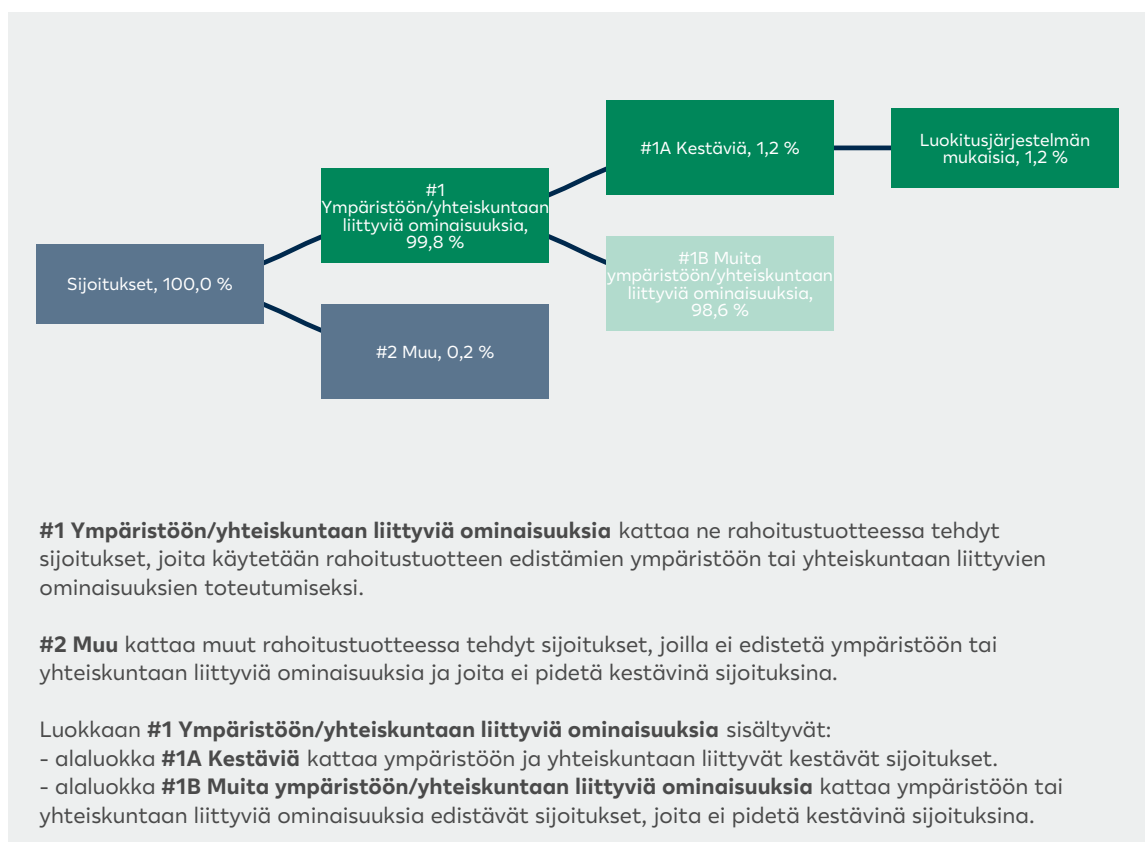 #1A Kestäviä, 1,2 %
Luokitusjärjestelmän
mukaisia, 1,2 %
#1
Ympäristöön/yhteiskuntaan
liittyviä ominaisuuksia,
99,8 %
Sijoitukset, 100,0 %
#1B Muita
ympäristöön/yhteiskuntaan
liittyviä ominaisuuksia,
98,6 %
#2 Muu, 0,2 %
#1 Ympäristöön/yhteiskuntaan liittyviä ominaisuuksia kattaa ne rahoitustuotteessa tehdyt
sijoitukset, joita käytetään rahoitustuotteen edistämien ympäristöön tai yhteiskuntaan liittyvien
ominaisuuksien toteutumiseksi.
#2 Muu kattaa muut rahoitustuotteessa tehdyt sijoitukset, joilla ei edistetä ympäristöön tai
yhteiskuntaan liittyviä ominaisuuksia ja joita ei pidetä kestävinä sijoituksina.
Luokkaan #1 Ympäristöön/yhteiskuntaan liittyviä ominaisuuksia sisältyvät:
- alaluokka #1A Kestäviä kattaa ympäristöön ja yhteiskuntaan liittyvät kestävät sijoitukset.
- alaluokka #1B Muita ympäristöön/yhteiskuntaan liittyviä ominaisuuksia kattaa ympäristöön tai
yhteiskuntaan liittyviä ominaisuuksia edistävät sijoitukset, joita ei pidetä kestävinä sijoituksina.